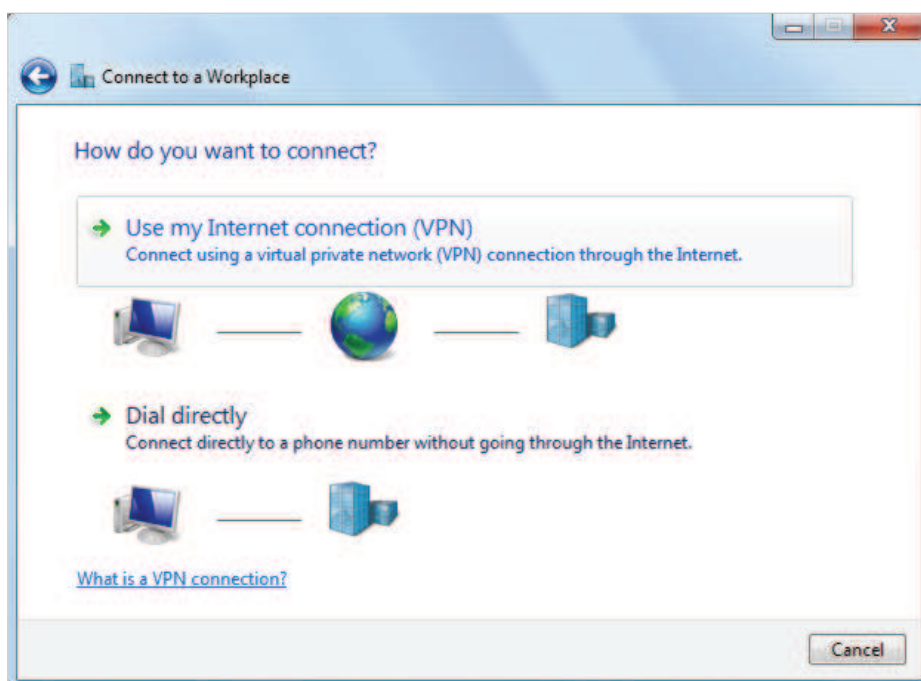 Connect to a Workplace
How do you want to connect?
Use my Internet connection (VPN)
Connect using a virtual private network (VPN) connection through the Internet.
Dial directly
Connect directly to a phone number without going through the Internet.
What is a VPN connection?
Cancel